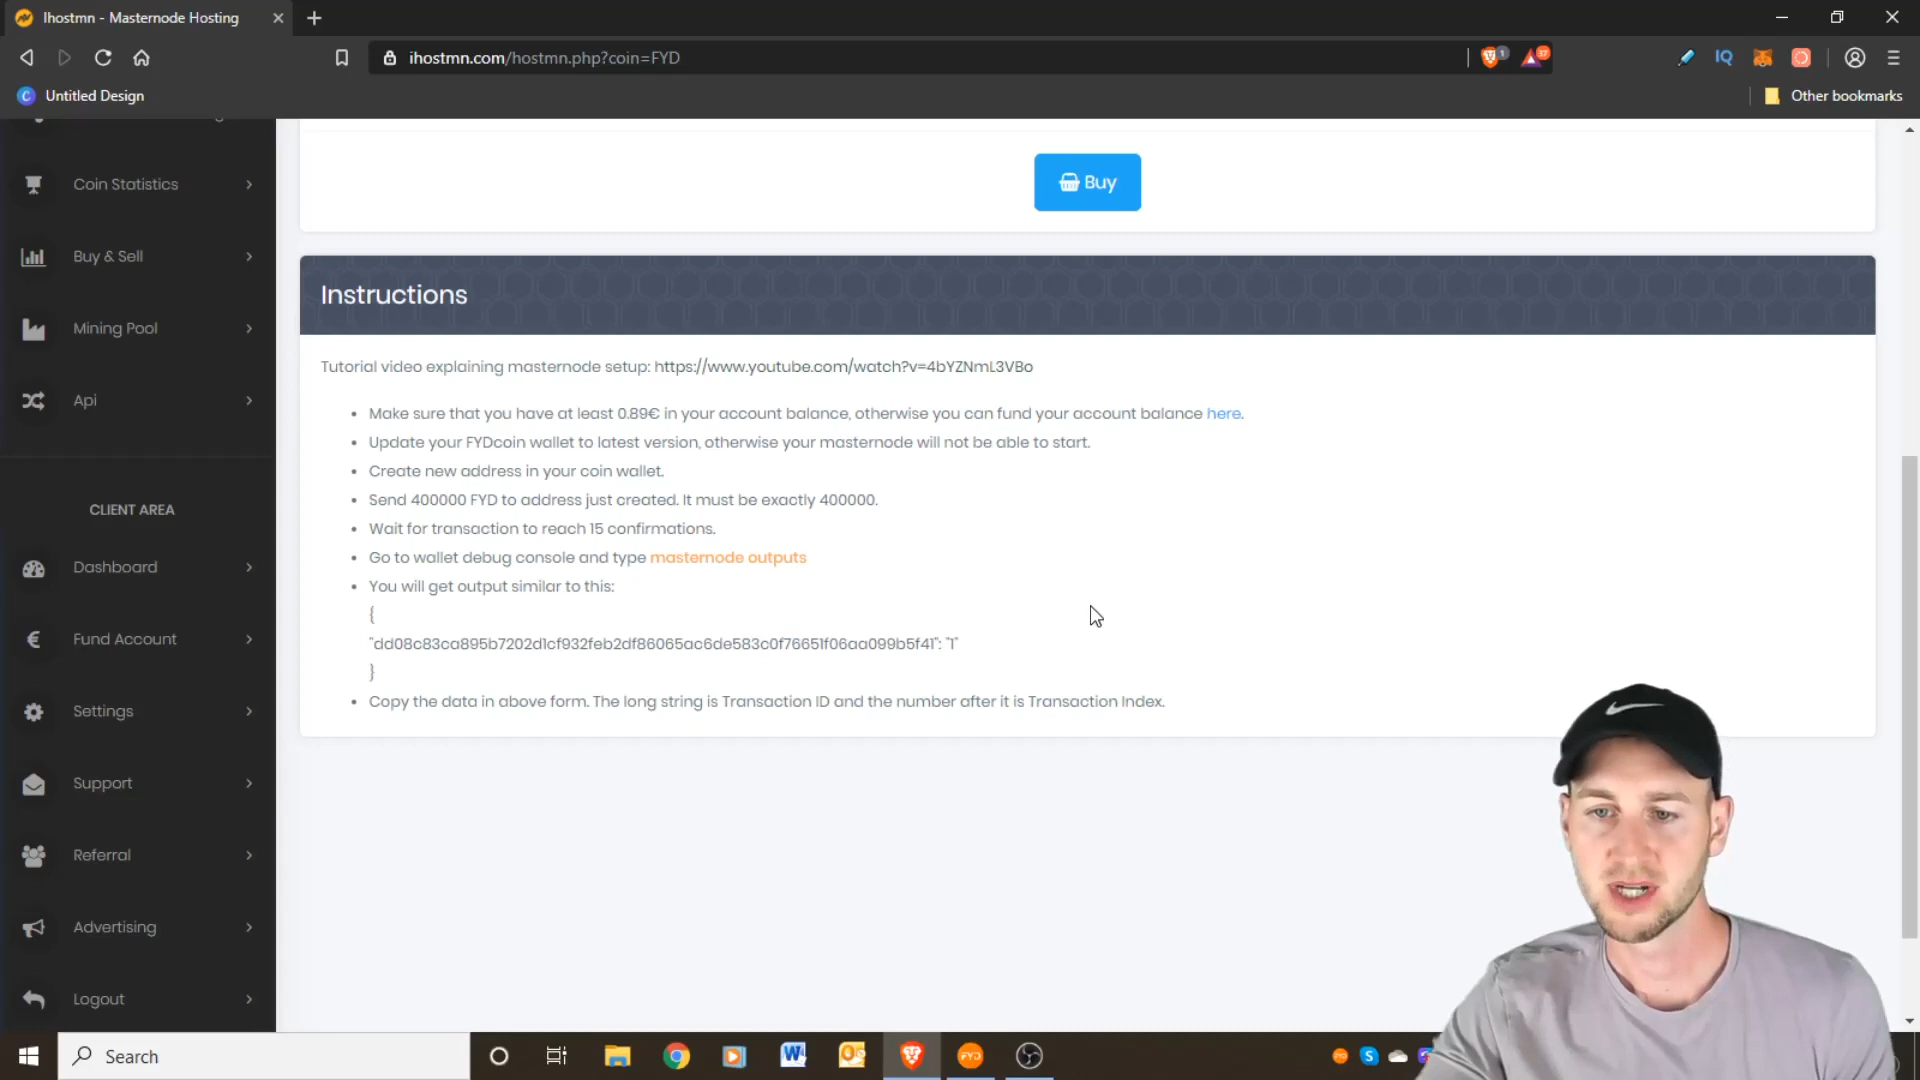 Ihostmn - Masternode Hosting
ihostmn.com/hostmn.php?coin=FYD
1
37
IQ
Untitled Design
Other bookmarks
Coin Statistics
Buy & Sell
Mining Pool
Api
CLIENT AREA
Dashboard
Fund Account
Settings
Support
Referral
Advertising
Logout
Buy
Instructions
Tutorial video explaining masternode setup: https://www.youtube.com/watch?v=4bYZNmL3VBo
Make sure that you have at least 0.89€ in your account balance, otherwise you can fund your account balance here.
Update your FYDcoin wallet to latest version, otherwise your masternode will not be able to start.
Create new address in your coin wallet.
Send 400000 FYD to address just created. It must be exactly 400000.
Wait for transaction to reach 15 confirmations.
Go to wallet debug console and type masternode outputs
You will get output similar to this:
{
"dd08c83ca895b7202d1cf932feb2df86065ac6de583c0f76651f06aa099b5f41": "1"
}
Copy the data in above form. The long string is Transaction ID and the number after it is Transaction Index.
Search
FYD